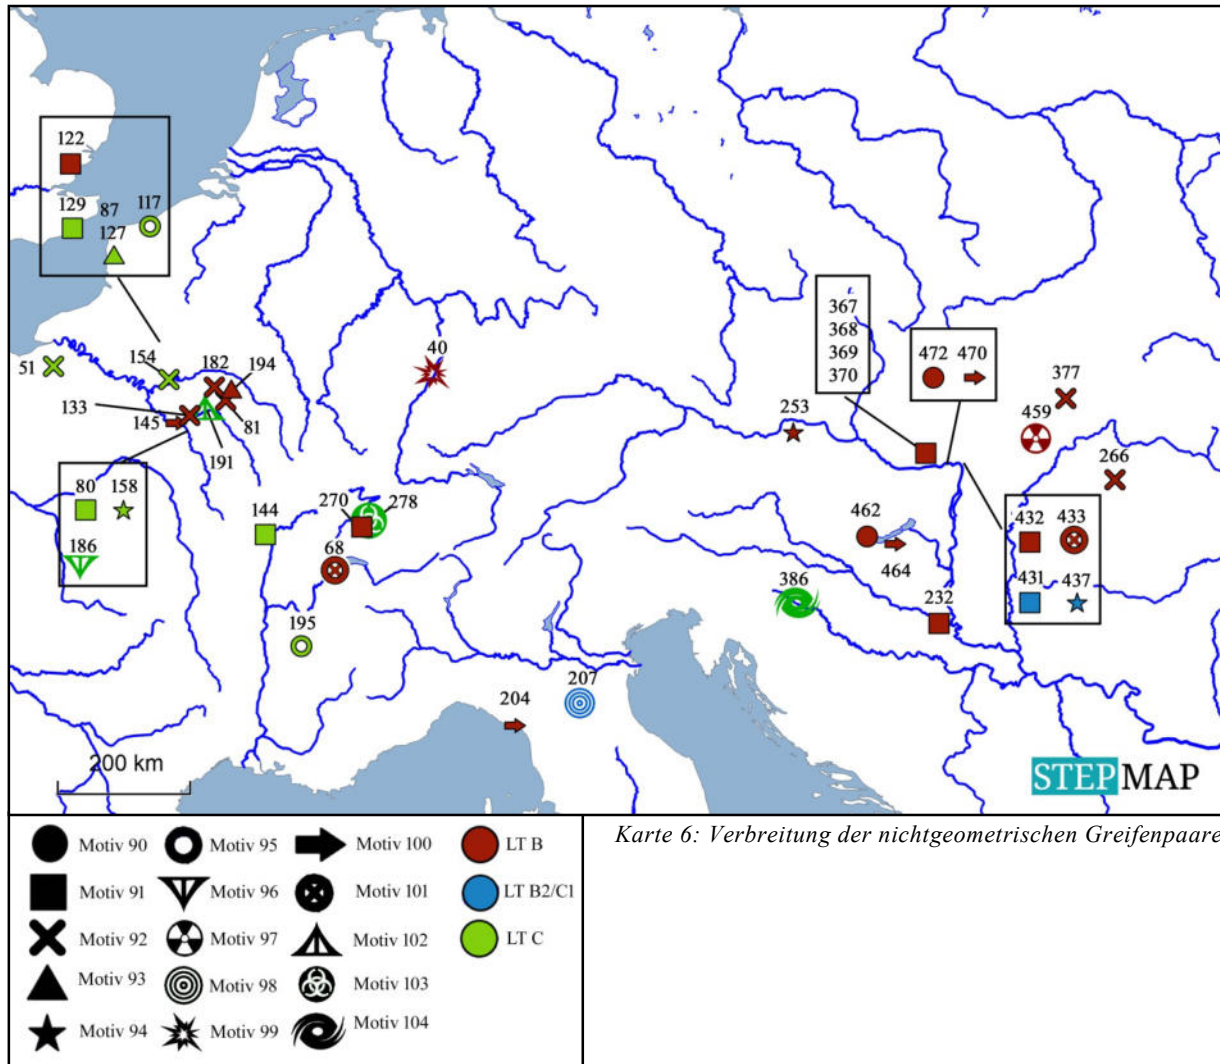 122
129
87
117
127
51
154
182
194
133
145
81
191
80
158
186
40
144
270
278
68
195
204
207
367
368
369
370
472
470
377
459
253
266
462
464
386
232
432
433
431
437
200 km
STEPMAP
Motiv 90
Motiv 95
Motiv 100
LT B
Motiv 91
Motiv 96
Motiv 101
LT B2/C1
Motiv 92
Motiv 97
Motiv 102
LT C
Motiv 93
Motiv 98
Motiv 103
Motiv 94
Motiv 99
Motiv 104
Karte 6: Verbreitung der nichtgeometrischen Greifenpaare